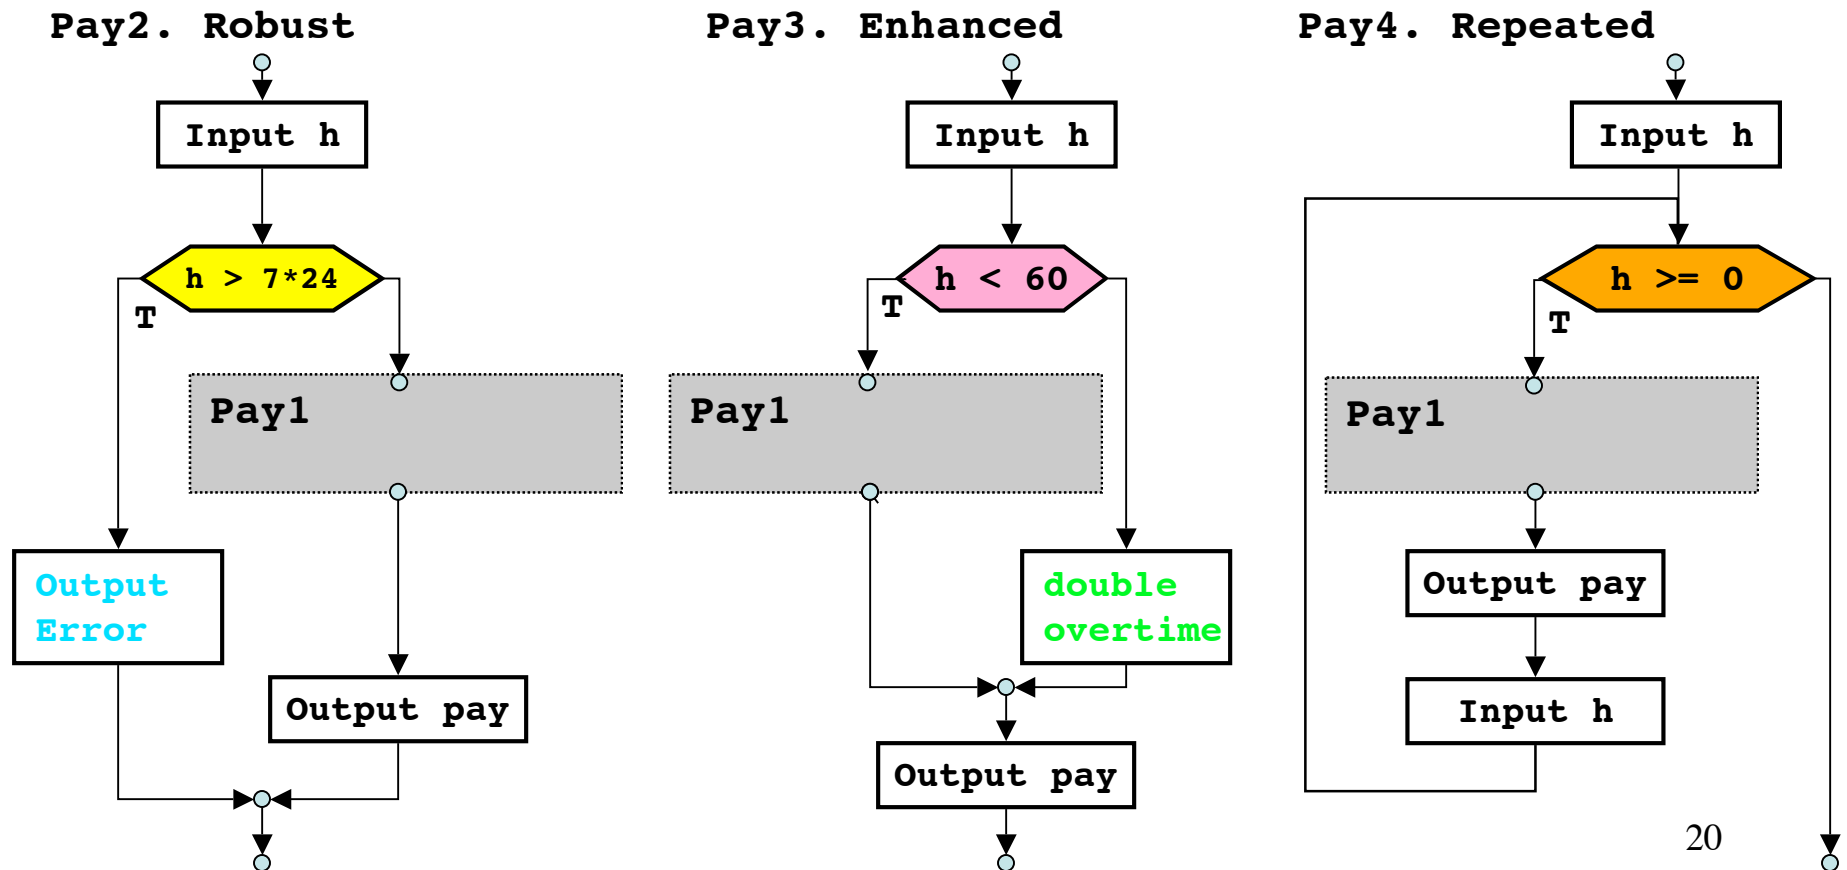 Pay2. Robust
Input h
h > 7*24
T
Pay1
Output
Error
Output pay
Pay3. Enhanced
Input h
h < 60
T
Pay1
double
overtime
Output pay
Pay4. Repeated
Input h
h >= 0
T
Pay1
Output pay
Input h
20